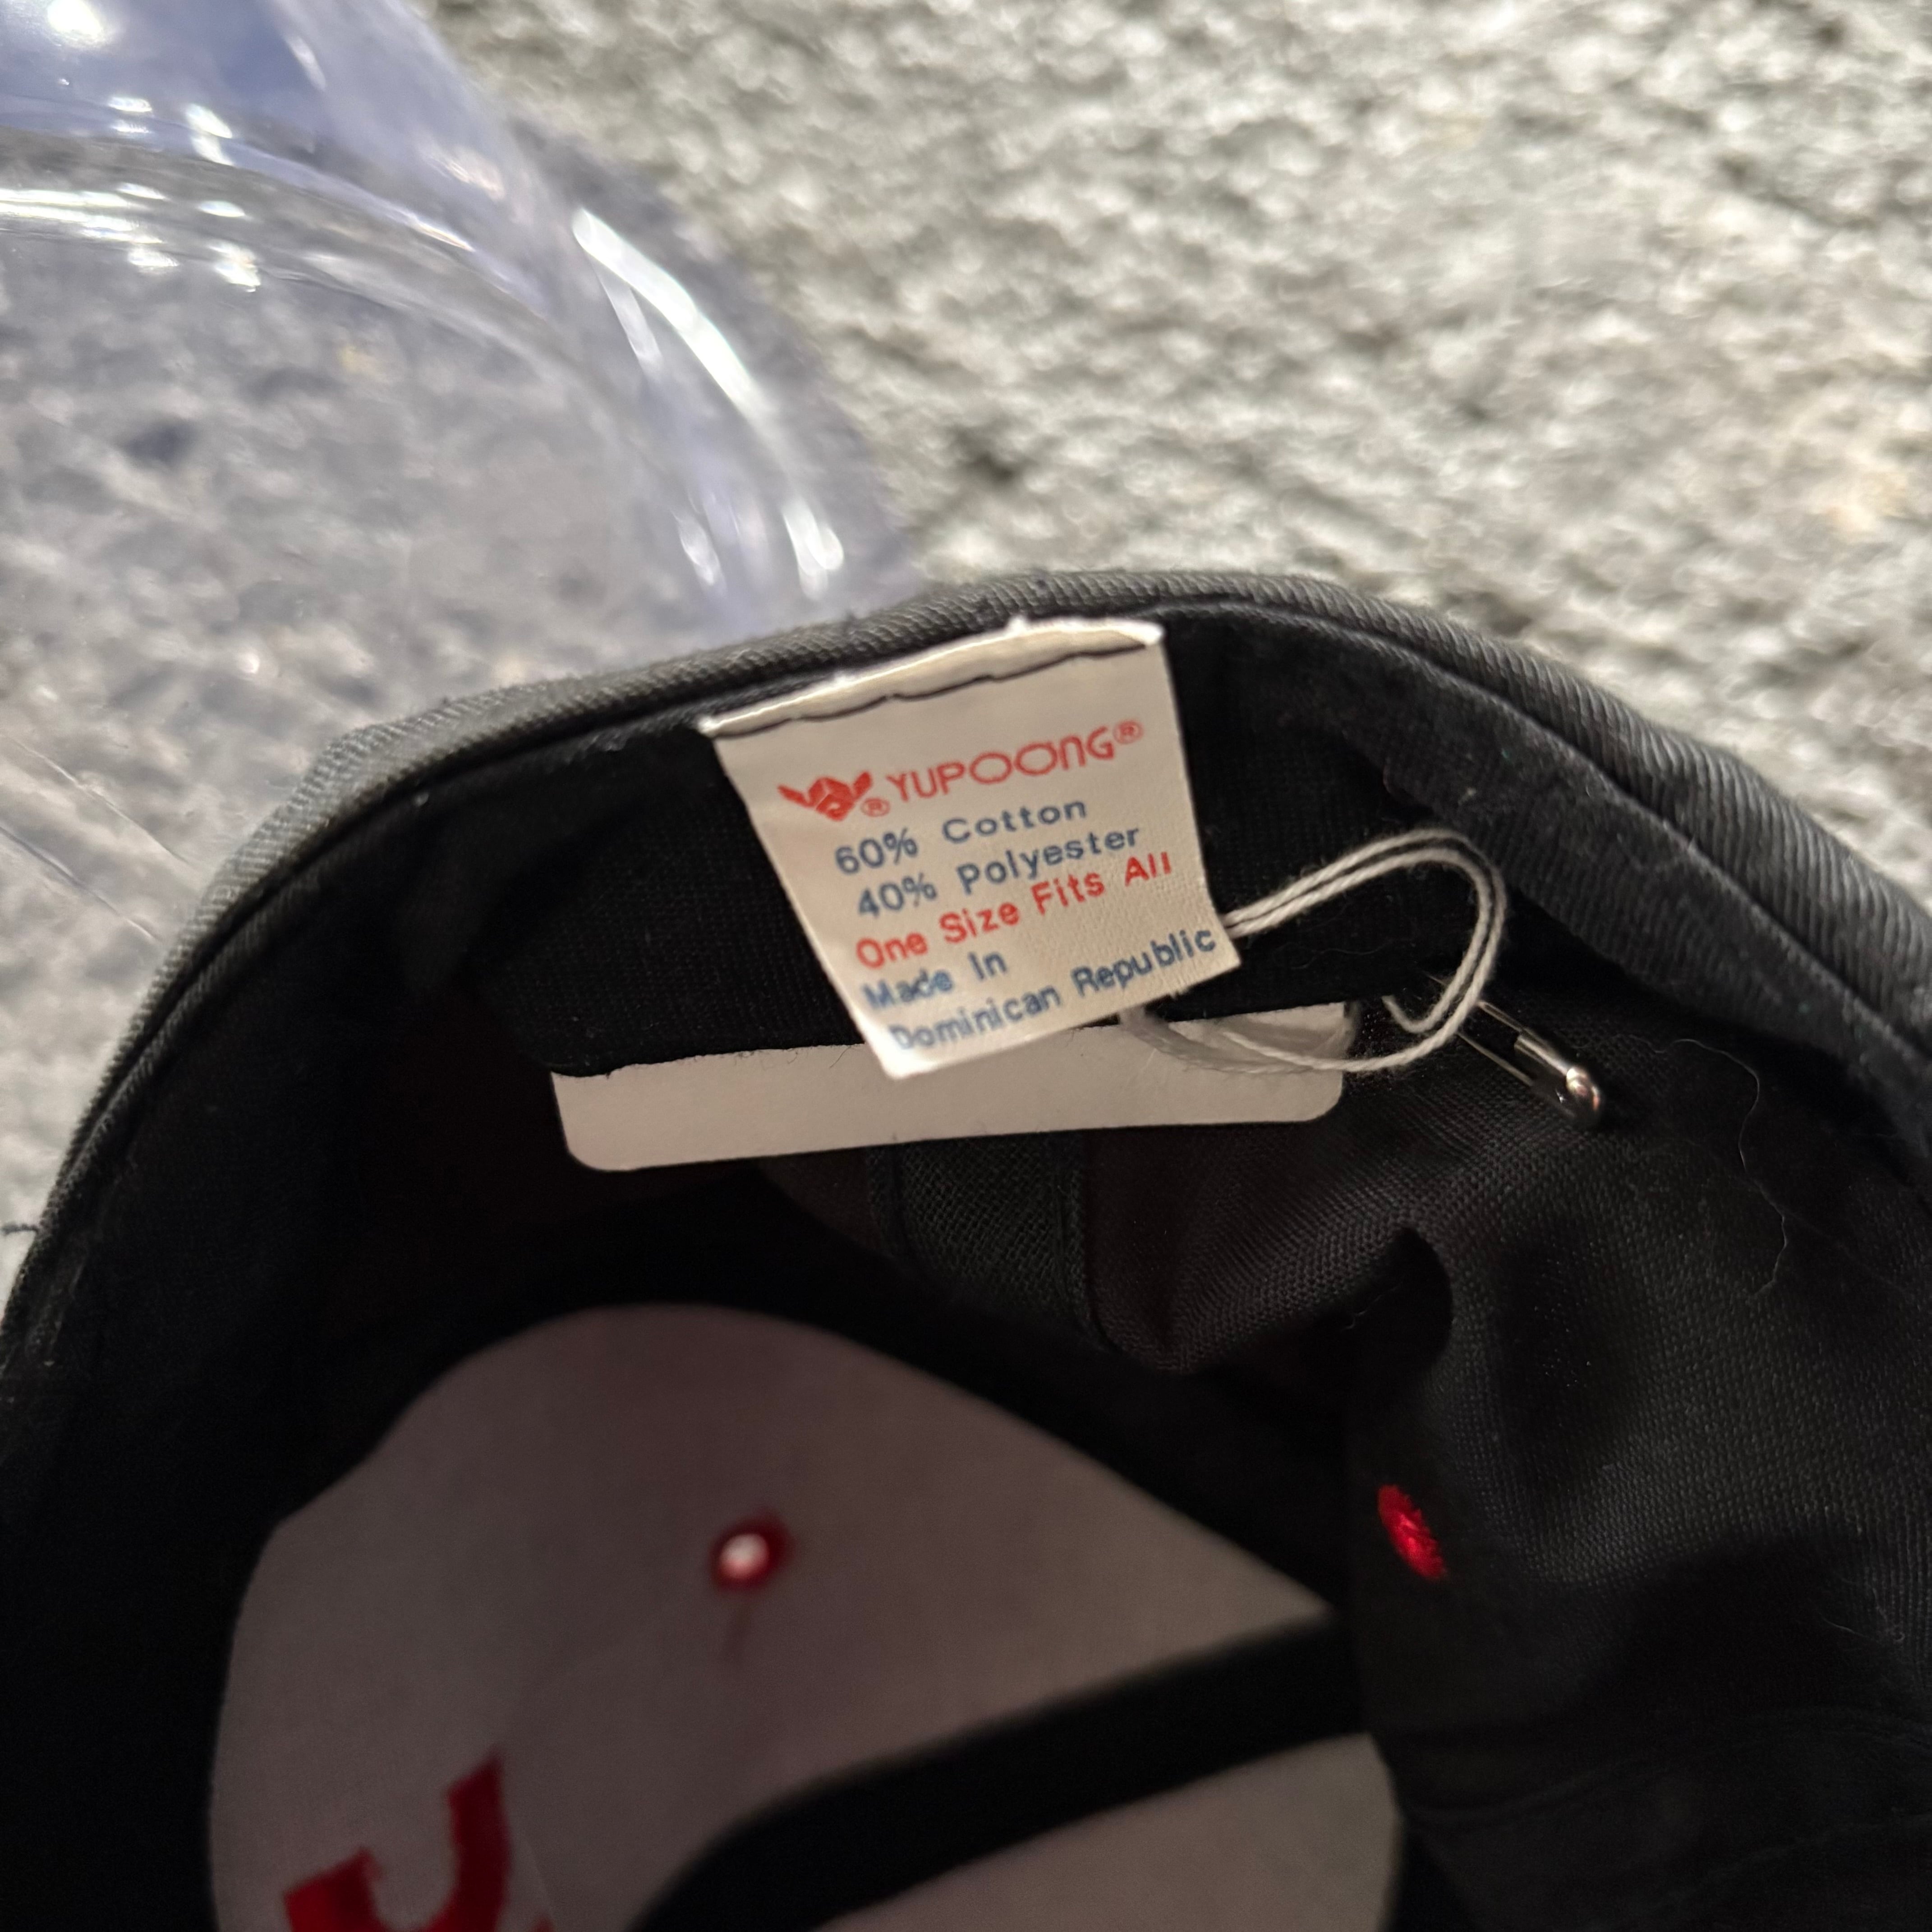 ® YUPOONG®
60% Cotton
40% Polyester
One Size Fits All
Made In
Dominican Republic